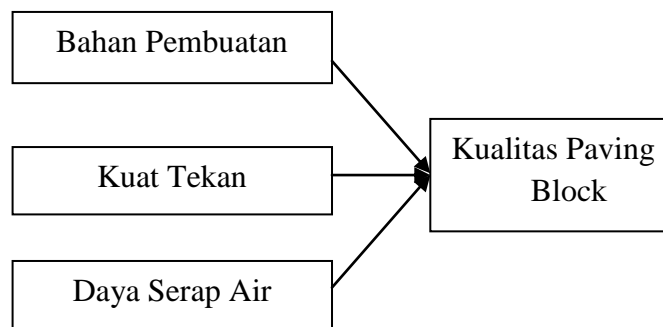 Bahan Pembuatan
Kuat Tekan
Kualitas Paving
Block
Daya Serap Air